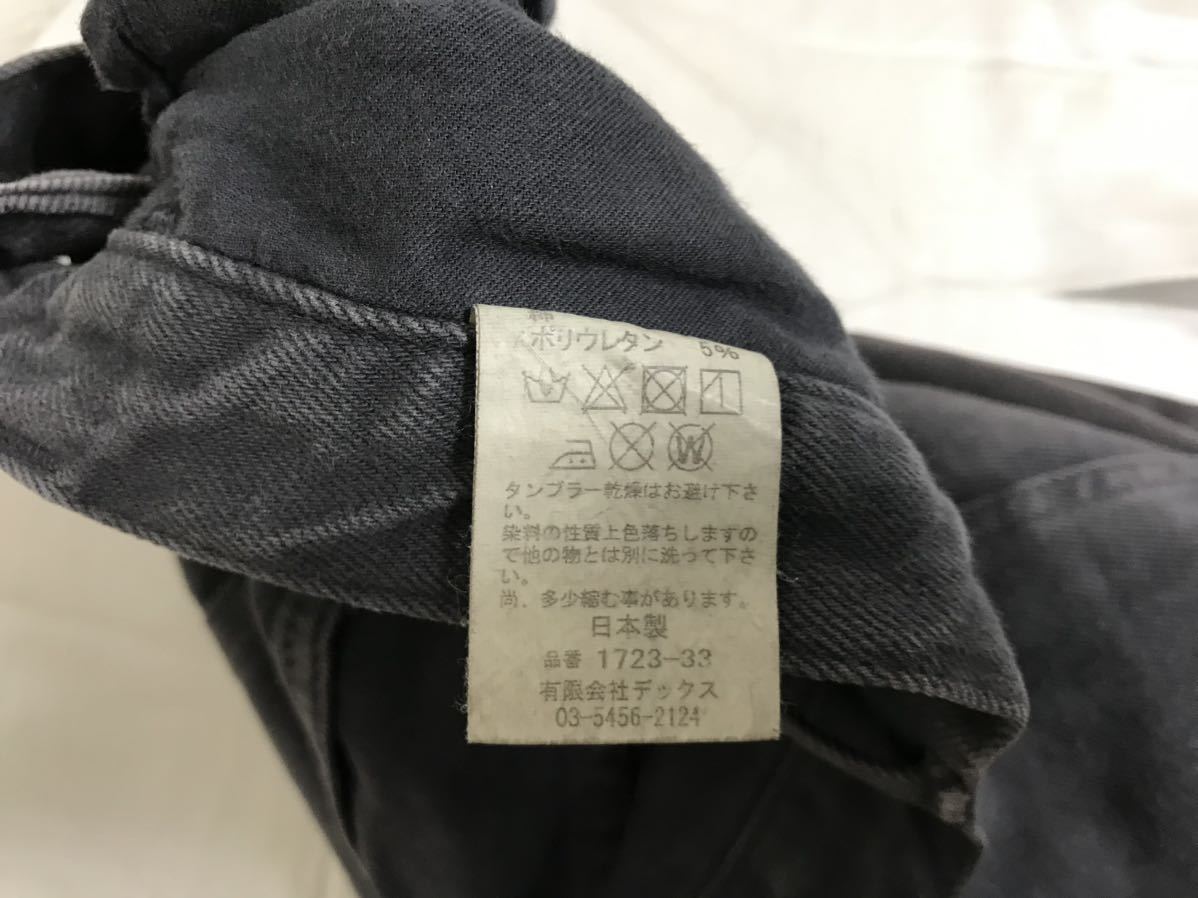 綿
ポリウレタン 5%
タンブラー乾燥はお避け下さ
い。
染料の性質上色落ちしますの
で他の物とは別に洗って下さ
い。
尚、多少縮む事があります。
日本製
品番 1723-33
有限会社デックス
03-5456-2124